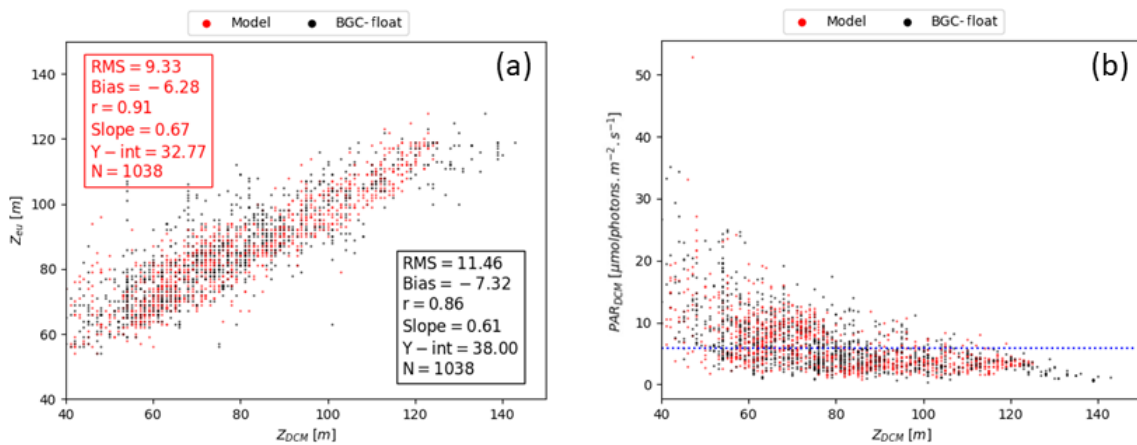 Model BGC-float
(a)
RMS = 9.33
Bias = −6.28
r = 0.91
Slope = 0.67
Y − int = 32.77
N = 1038
RMS = 11.46
Bias = −7.32
r = 0.86
Slope = 0.61
Y − int = 38.00
N = 1038
140
120
100
80
60
40
Z_eu [m]
40 60 80 100 120 140
Z_DCM [m]
Model BGC-float
(b)
50
40
30
20
10
0
PAR_DCM [μmolphotons. m⁻². s⁻¹]
40 60 80 100 120 140
Z_DCM [m]